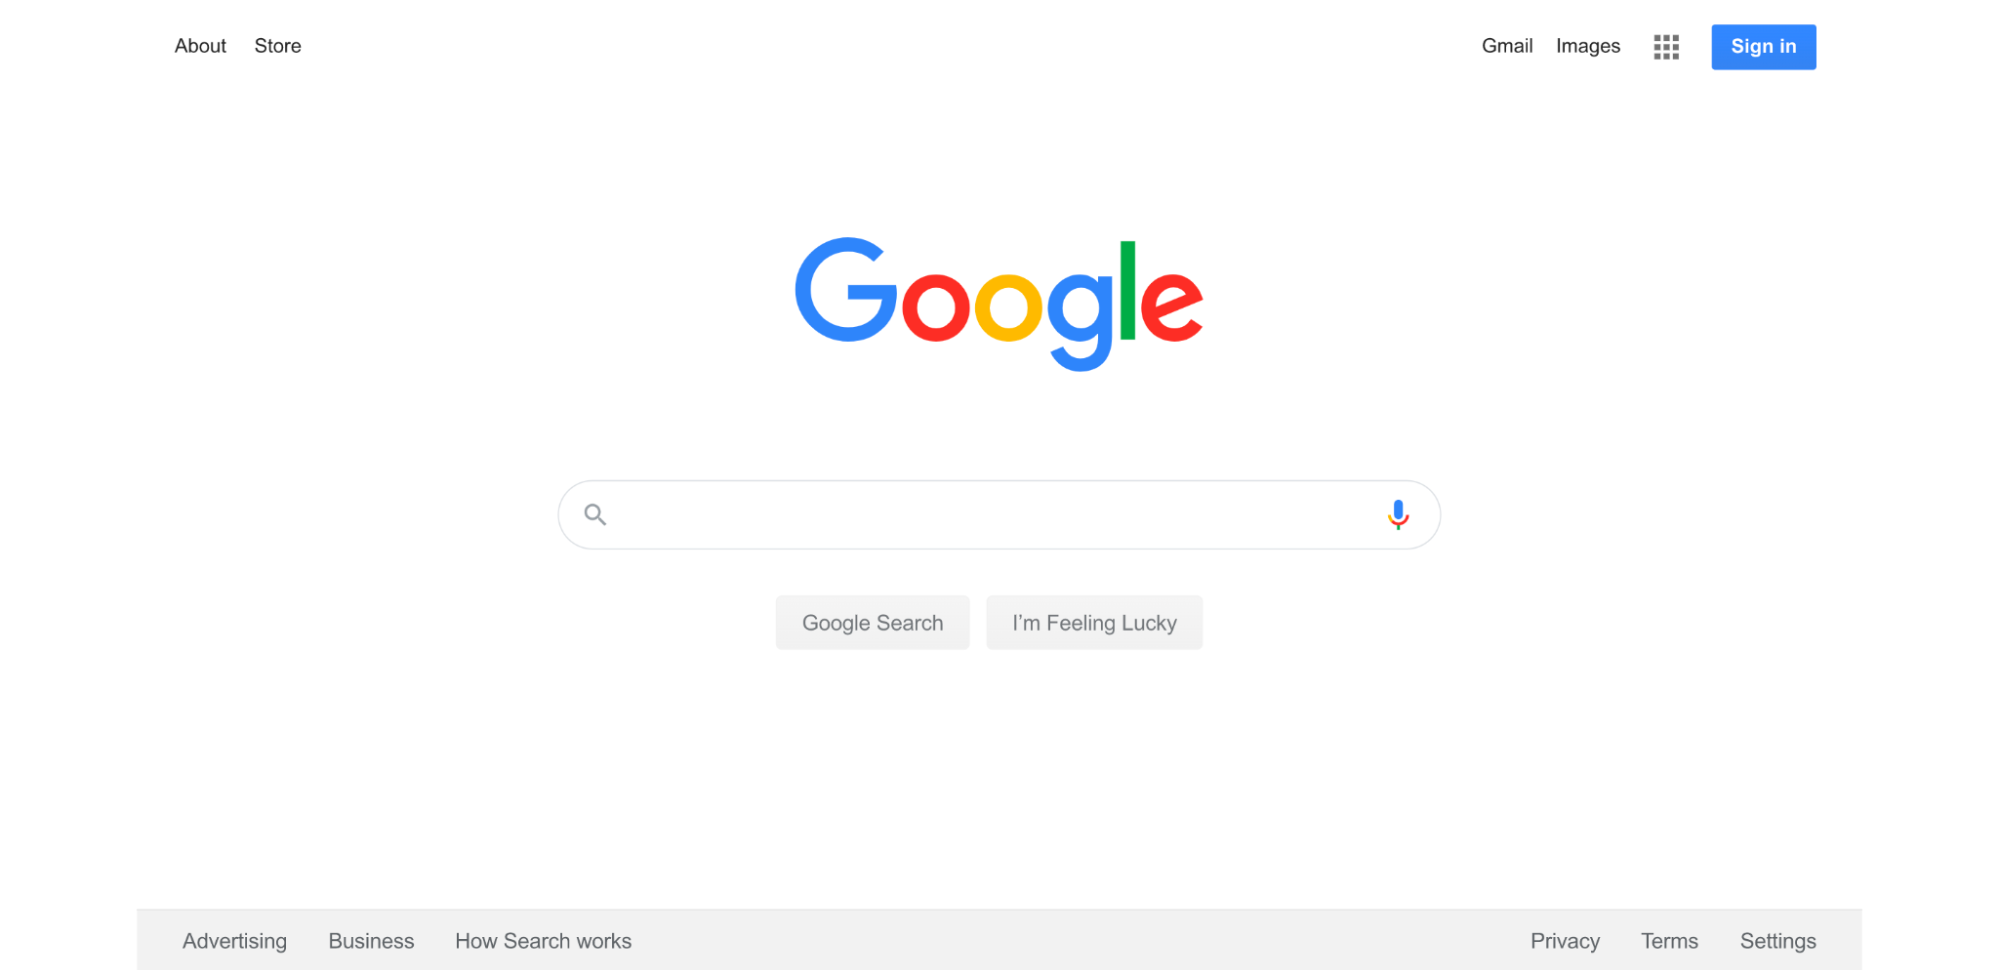 About Store Gmail Images Sign in
Google
Google Search I’m Feeling Lucky
Advertising Business How Search works Privacy Terms Settings